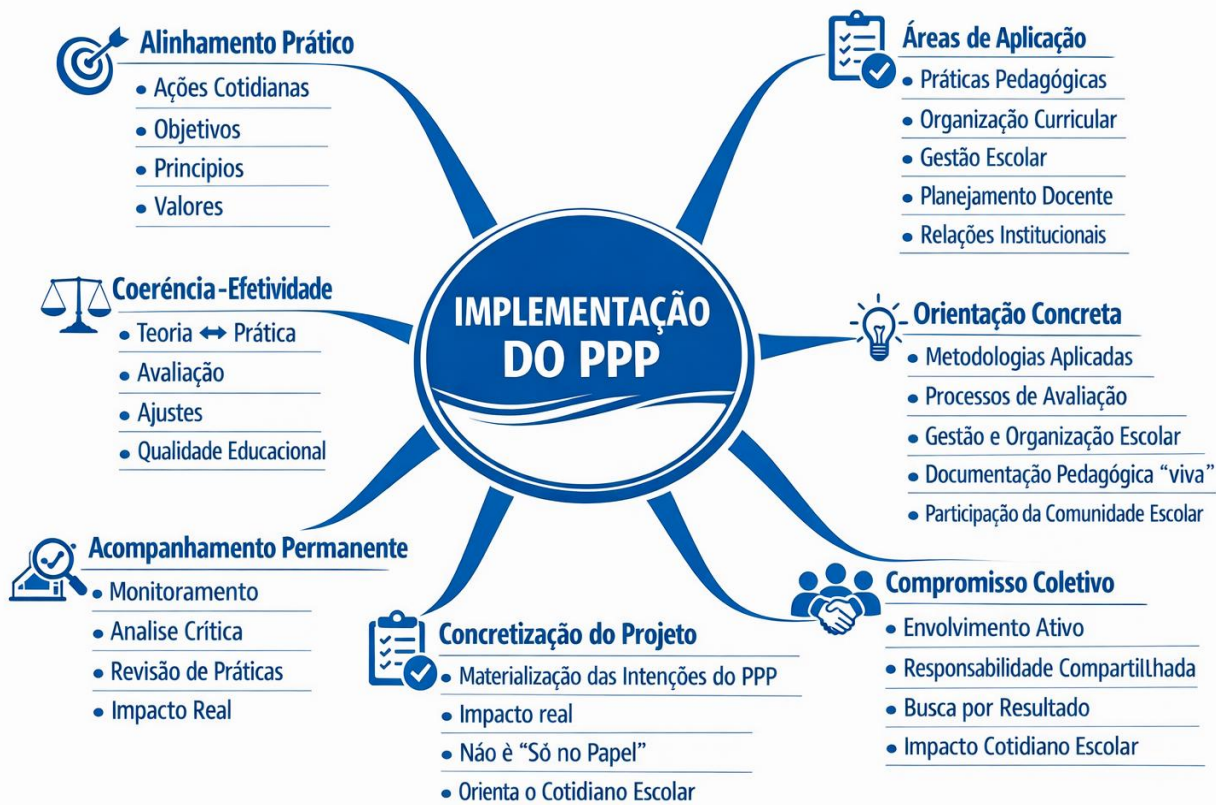 Alinhamento Prático
• Ações Cotidianas
• Objetivos
• Principios
• Valores
Coeréncia-Efetividade
• Teoria ↔ Prática
• Avaliação
• Ajustes
• Qualidade Educacional
Acompanhamento Permanente
• Monitoramento
• Analise Crítica
• Revisão de Práticas
• Impacto Real
IMPLEMENTAÇÃO
DO PPP
Concretização do Projeto
• Materialização das Intenções do PPP
• Impacto real
• Náo è “Só no Papel”
• Orienta o Cotidiano Escolar
Áreas de Aplicação
• Práticas Pedagógicas
• Organização Curricular
• Gestão Escolar
• Planejamento Docente
• Relações Institucionais
Orientação Concreta
• Metodologias Aplicadas
• Processos de Avaliação
• Gestão e Organização Escolar
• Documentação Pedagógica “viva”
• Participação da Comunidade Escolar
Compromisso Coletivo
• Envolvimento Ativo
• Responsabilidade Compartillhada
• Busca por Resultado
• Impacto Cotidiano Escolar